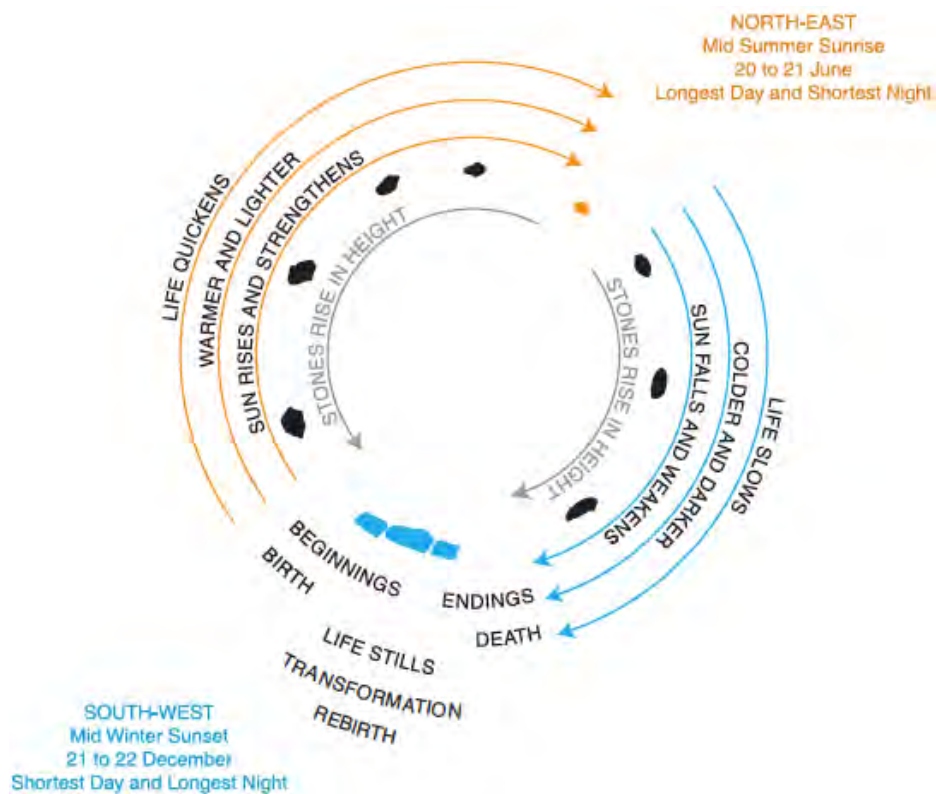 NORTH-EAST
Mid Summer Sunrise
20 to 21 June
Longest Day and Shortest Night
LIFE QUICKENS
WARMER AND LIGHTER
SUN RISES AND STRENGTHENS
STONES RISE IN HEIGHT
STONES RISE IN HEIGHT
SUN FALLS AND WEAKENS
COLDER AND DARKER
LIFE SLOWS
BEGINNINGS
BIRTH
ENDINGS
DEATH
LIFE STILLS
TRANSFORMATION
REBIRTH
SOUTH-WEST
Mid Winter Sunset
21 to 22 December
Shortest Day and Longest Night